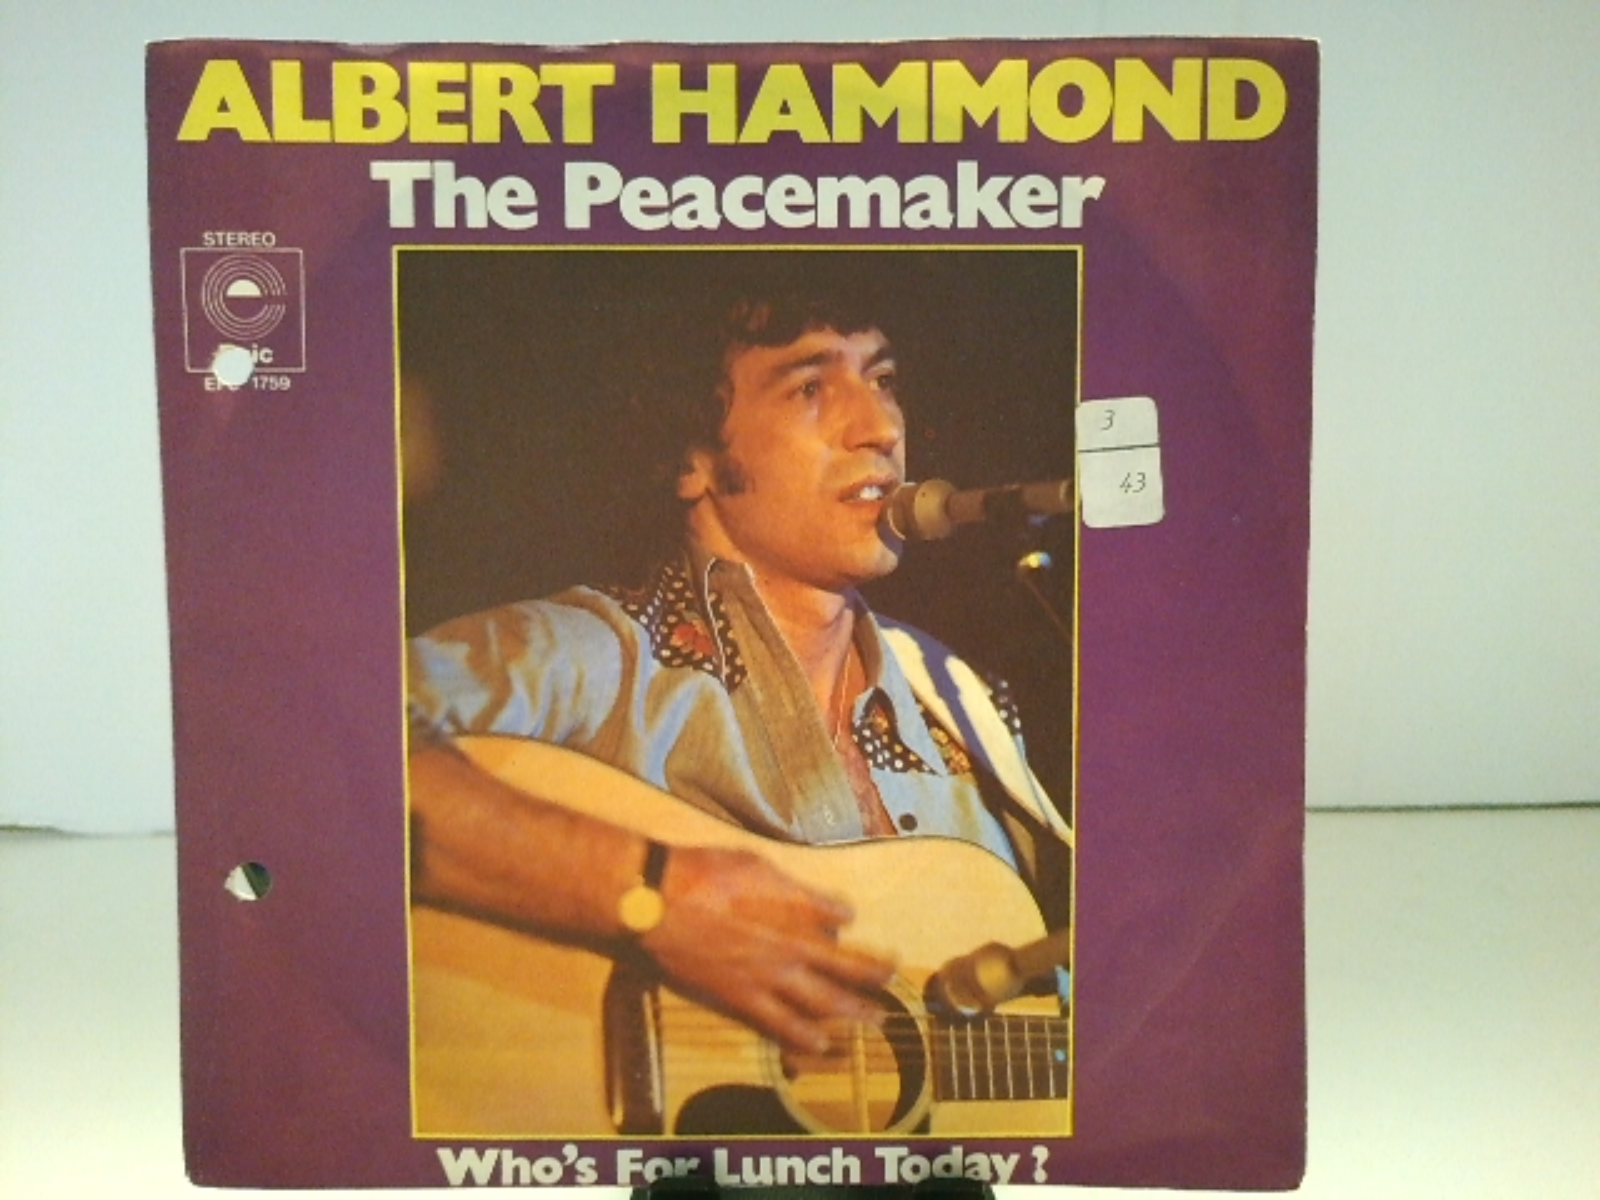 ALBERT HAMMOND
The Peacemaker
STEREO
e
1759
3
43
Who's For Lunch Today?